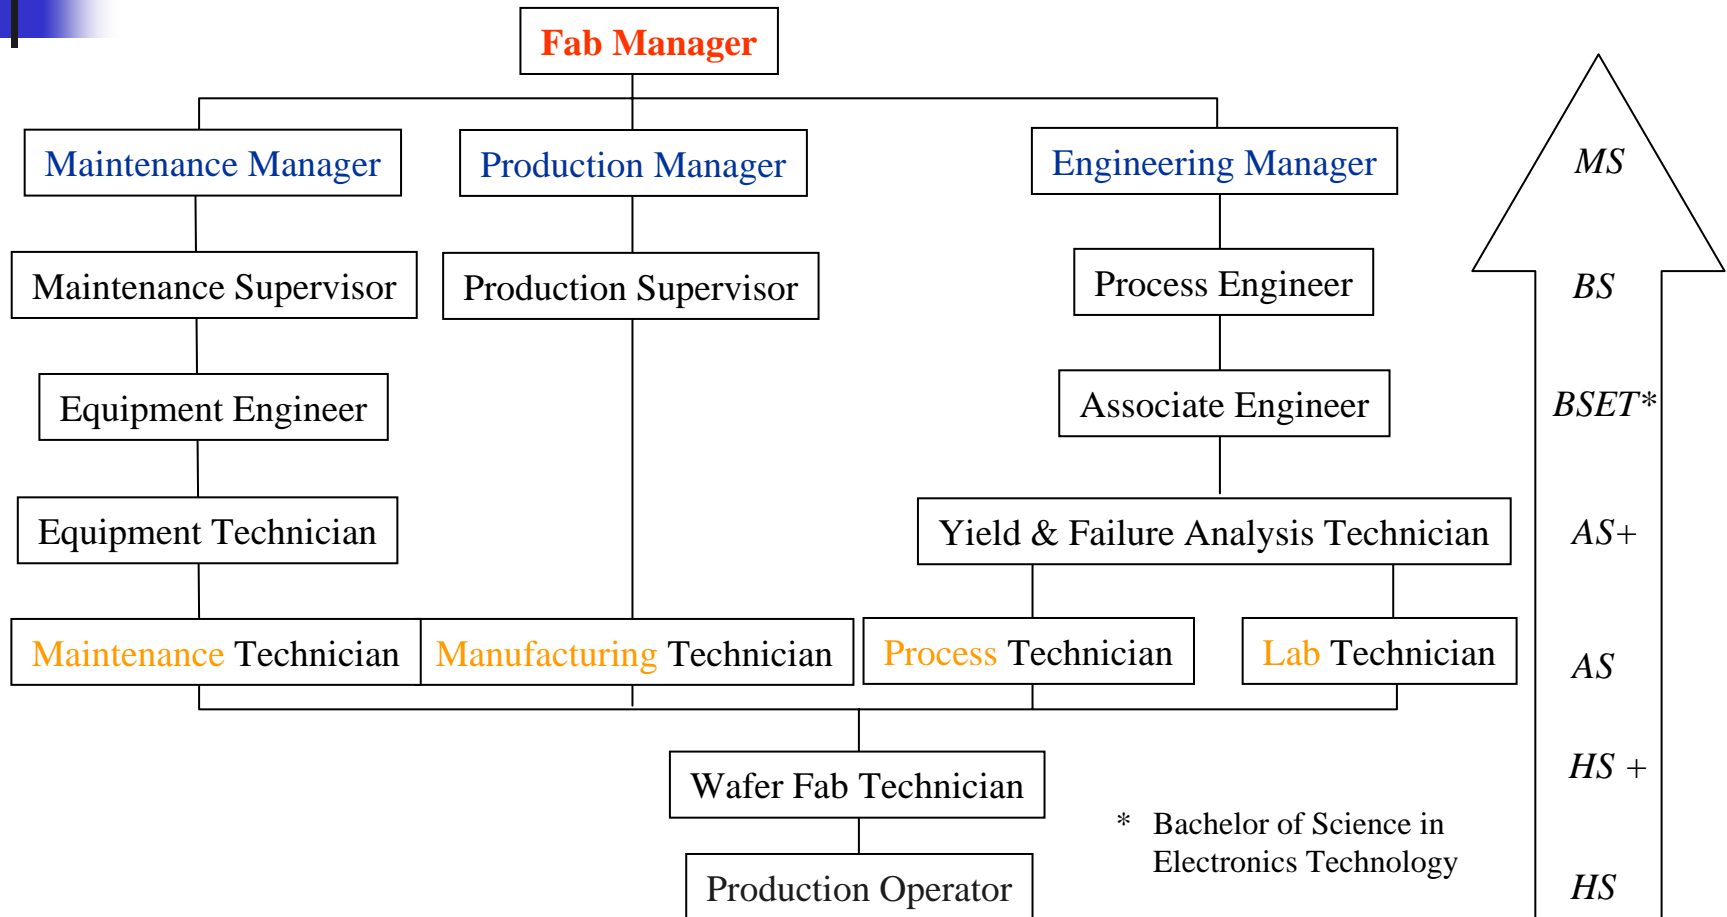 Fab Manager
Maintenance Manager
Production Manager
Engineering Manager
MS
Maintenance Supervisor
Production Supervisor
Process Engineer
BS
Equipment Engineer
Associate Engineer
BSET*
Equipment Technician
Yield & Failure Analysis Technician
AS+
Maintenance Technician
Manufacturing Technician
Process Technician
Lab Technician
AS
Wafer Fab Technician
HS +
* Bachelor of Science in
Electronics Technology
Production Operator
HS